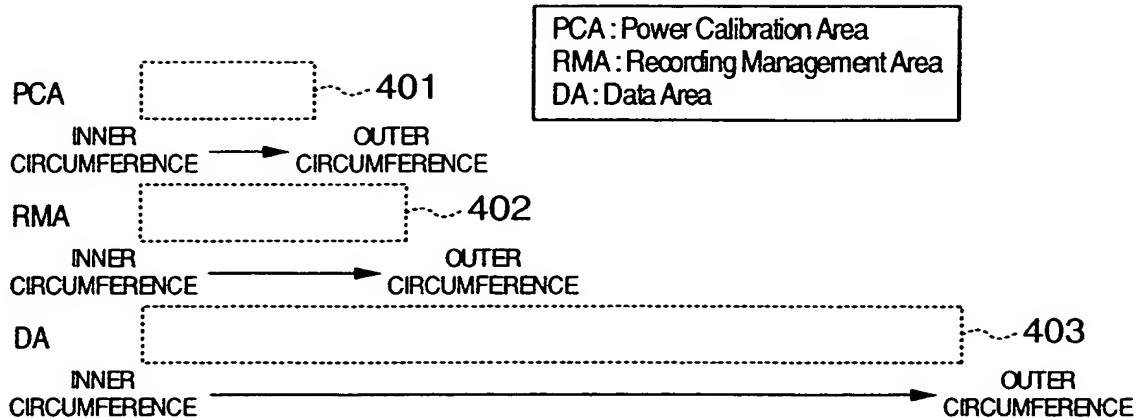 PCA : Power Calibration Area
RMA : Recording Management Area
DA : Data Area
PCA
401
INNER CIRCUMFERENCE
OUTER CIRCUMFERENCE
RMA
402
INNER CIRCUMFERENCE
OUTER CIRCUMFERENCE
DA
403
INNER CIRCUMFERENCE
OUTER CIRCUMFERENCE